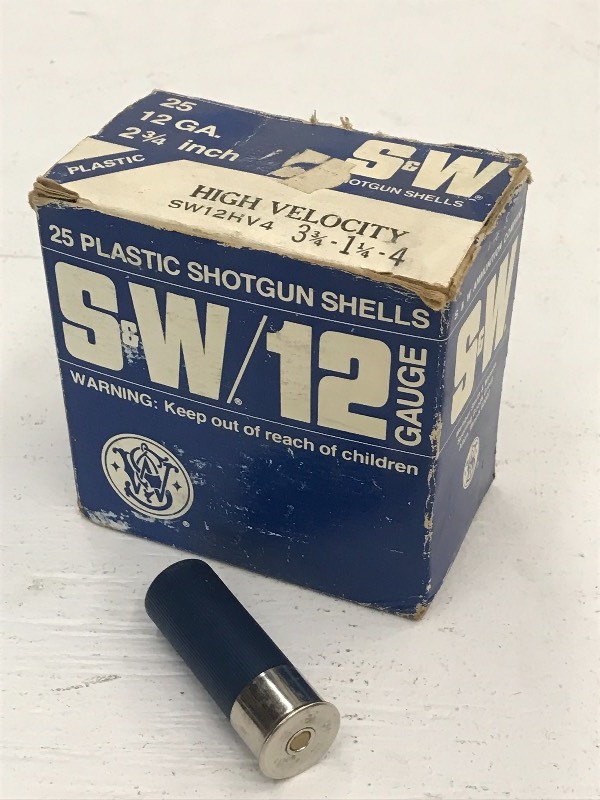 25
12 GA.
2¾ inch
PLASTIC
S&W®
SHOTGUN SHELLS
HIGH VELOCITY
SW12HV4 3¾-1¼-4
25 PLASTIC SHOTGUN SHELLS
S&W®/12
GAUGE
WARNING: Keep out of reach of children
S&W
®
S&W